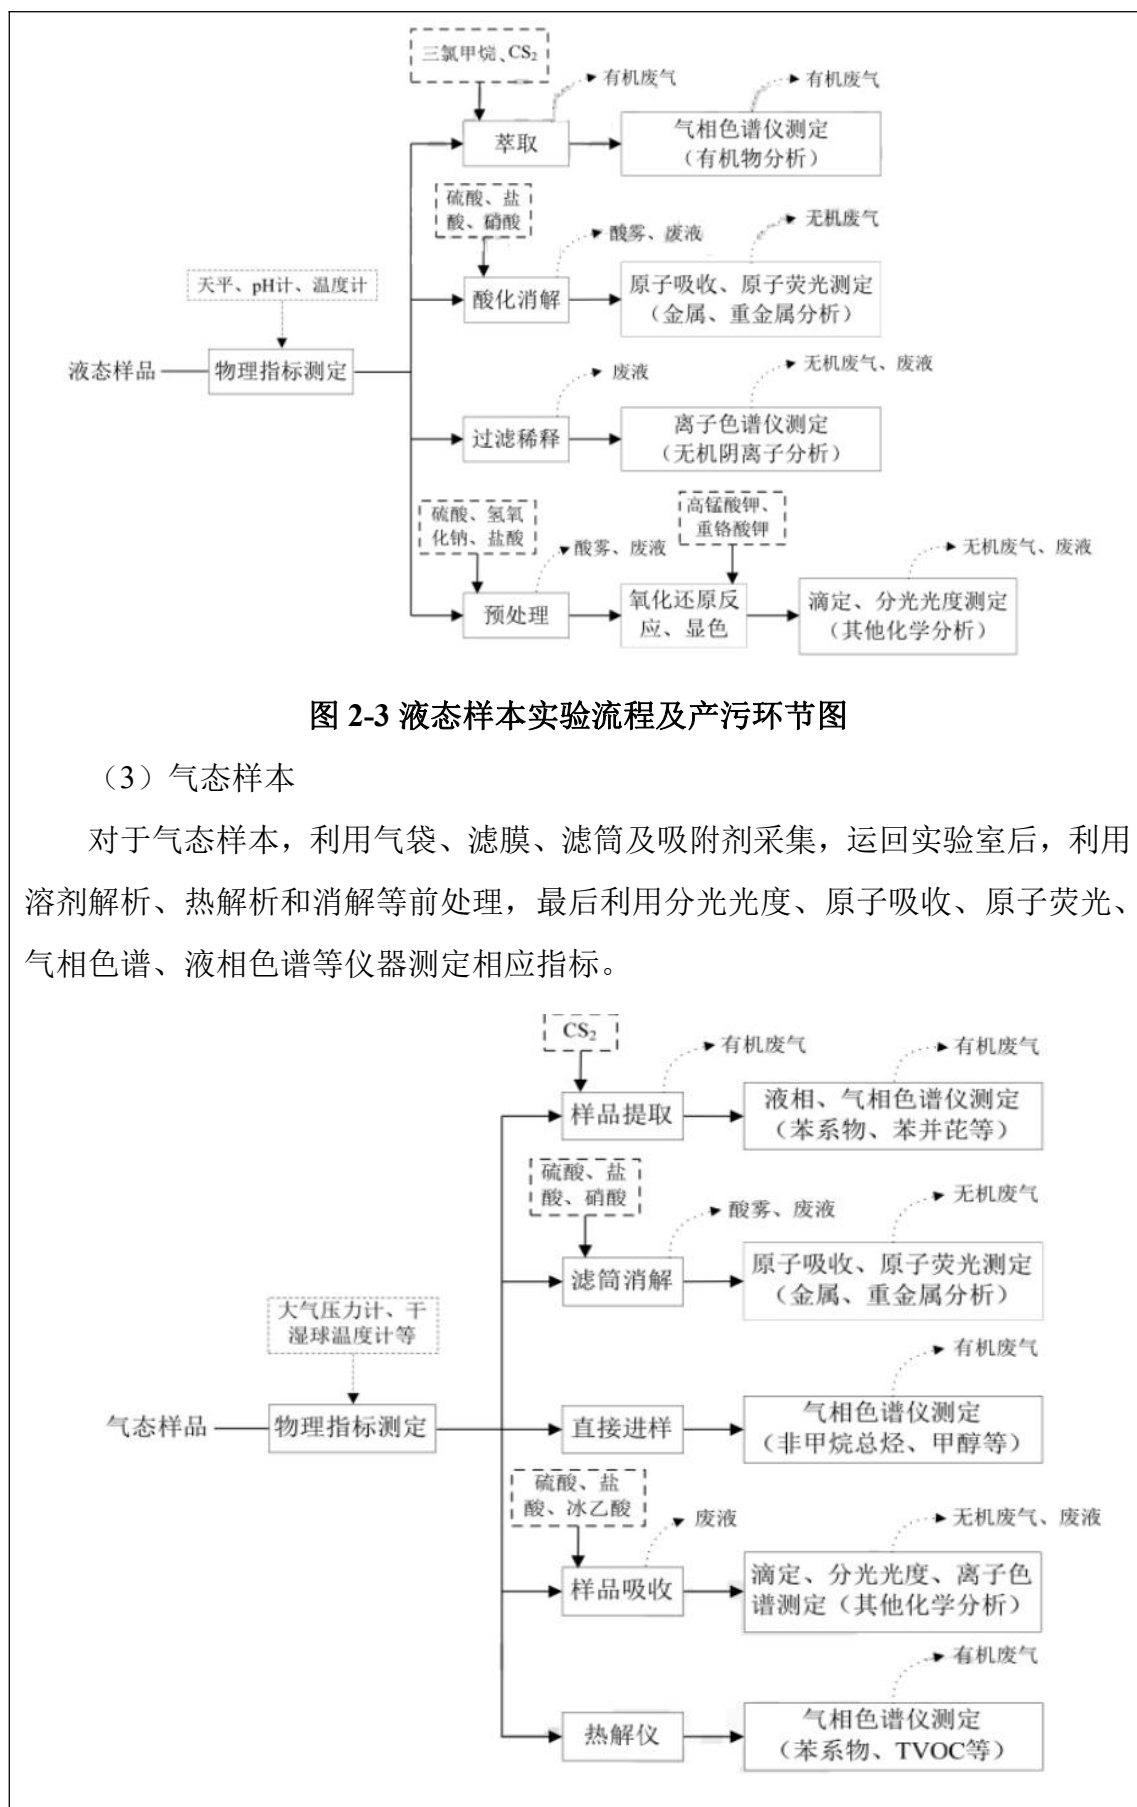 三氯甲烷、CS₂
有机废气
有机废气
萃取
气相色谱仪测定
（有机物分析）
硫酸、盐
酸、硝酸
酸雾、废液
无机废气
天平、pH计、温度计
酸化消解
原子吸收、原子荧光测定
（金属、重金属分析）
液态样品
物理指标测定
废液
无机废气、废液
过滤稀释
离子色谱仪测定
（无机阴离子分析）
硫酸、氢氧
化钠、盐酸
高锰酸钾、
重铬酸钾
酸雾、废液
无机废气、废液
预处理
氧化还原反
应、显色
滴定、分光光度测定
（其他化学分析）
图 2-3 液态样本实验流程及产污环节图
（3）气态样本
对于气态样本，利用气袋、滤膜、滤筒及吸附剂采集，运回实验室后，利用
溶剂解析、热解析和消解等前处理，最后利用分光光度、原子吸收、原子荧光、
气相色谱、液相色谱等仪器测定相应指标。
CS₂
有机废气
有机废气
样品提取
液相、气相色谱仪测定
（苯系物、苯并芘等）
硫酸、盐
酸、硝酸
酸雾、废液
无机废气
滤筒消解
原子吸收、原子荧光测定
（金属、重金属分析）
大气压力计、干
湿球温度计等
有机废气
气态样品
物理指标测定
直接进样
气相色谱仪测定
（非甲烷总烃、甲醇等）
硫酸、盐
酸、冰乙酸
废液
无机废气、废液
样品吸收
滴定、分光光度、离子色
谱测定（其他化学分析）
有机废气
热解仪
气相色谱仪测定
（苯系物、TVOC等）